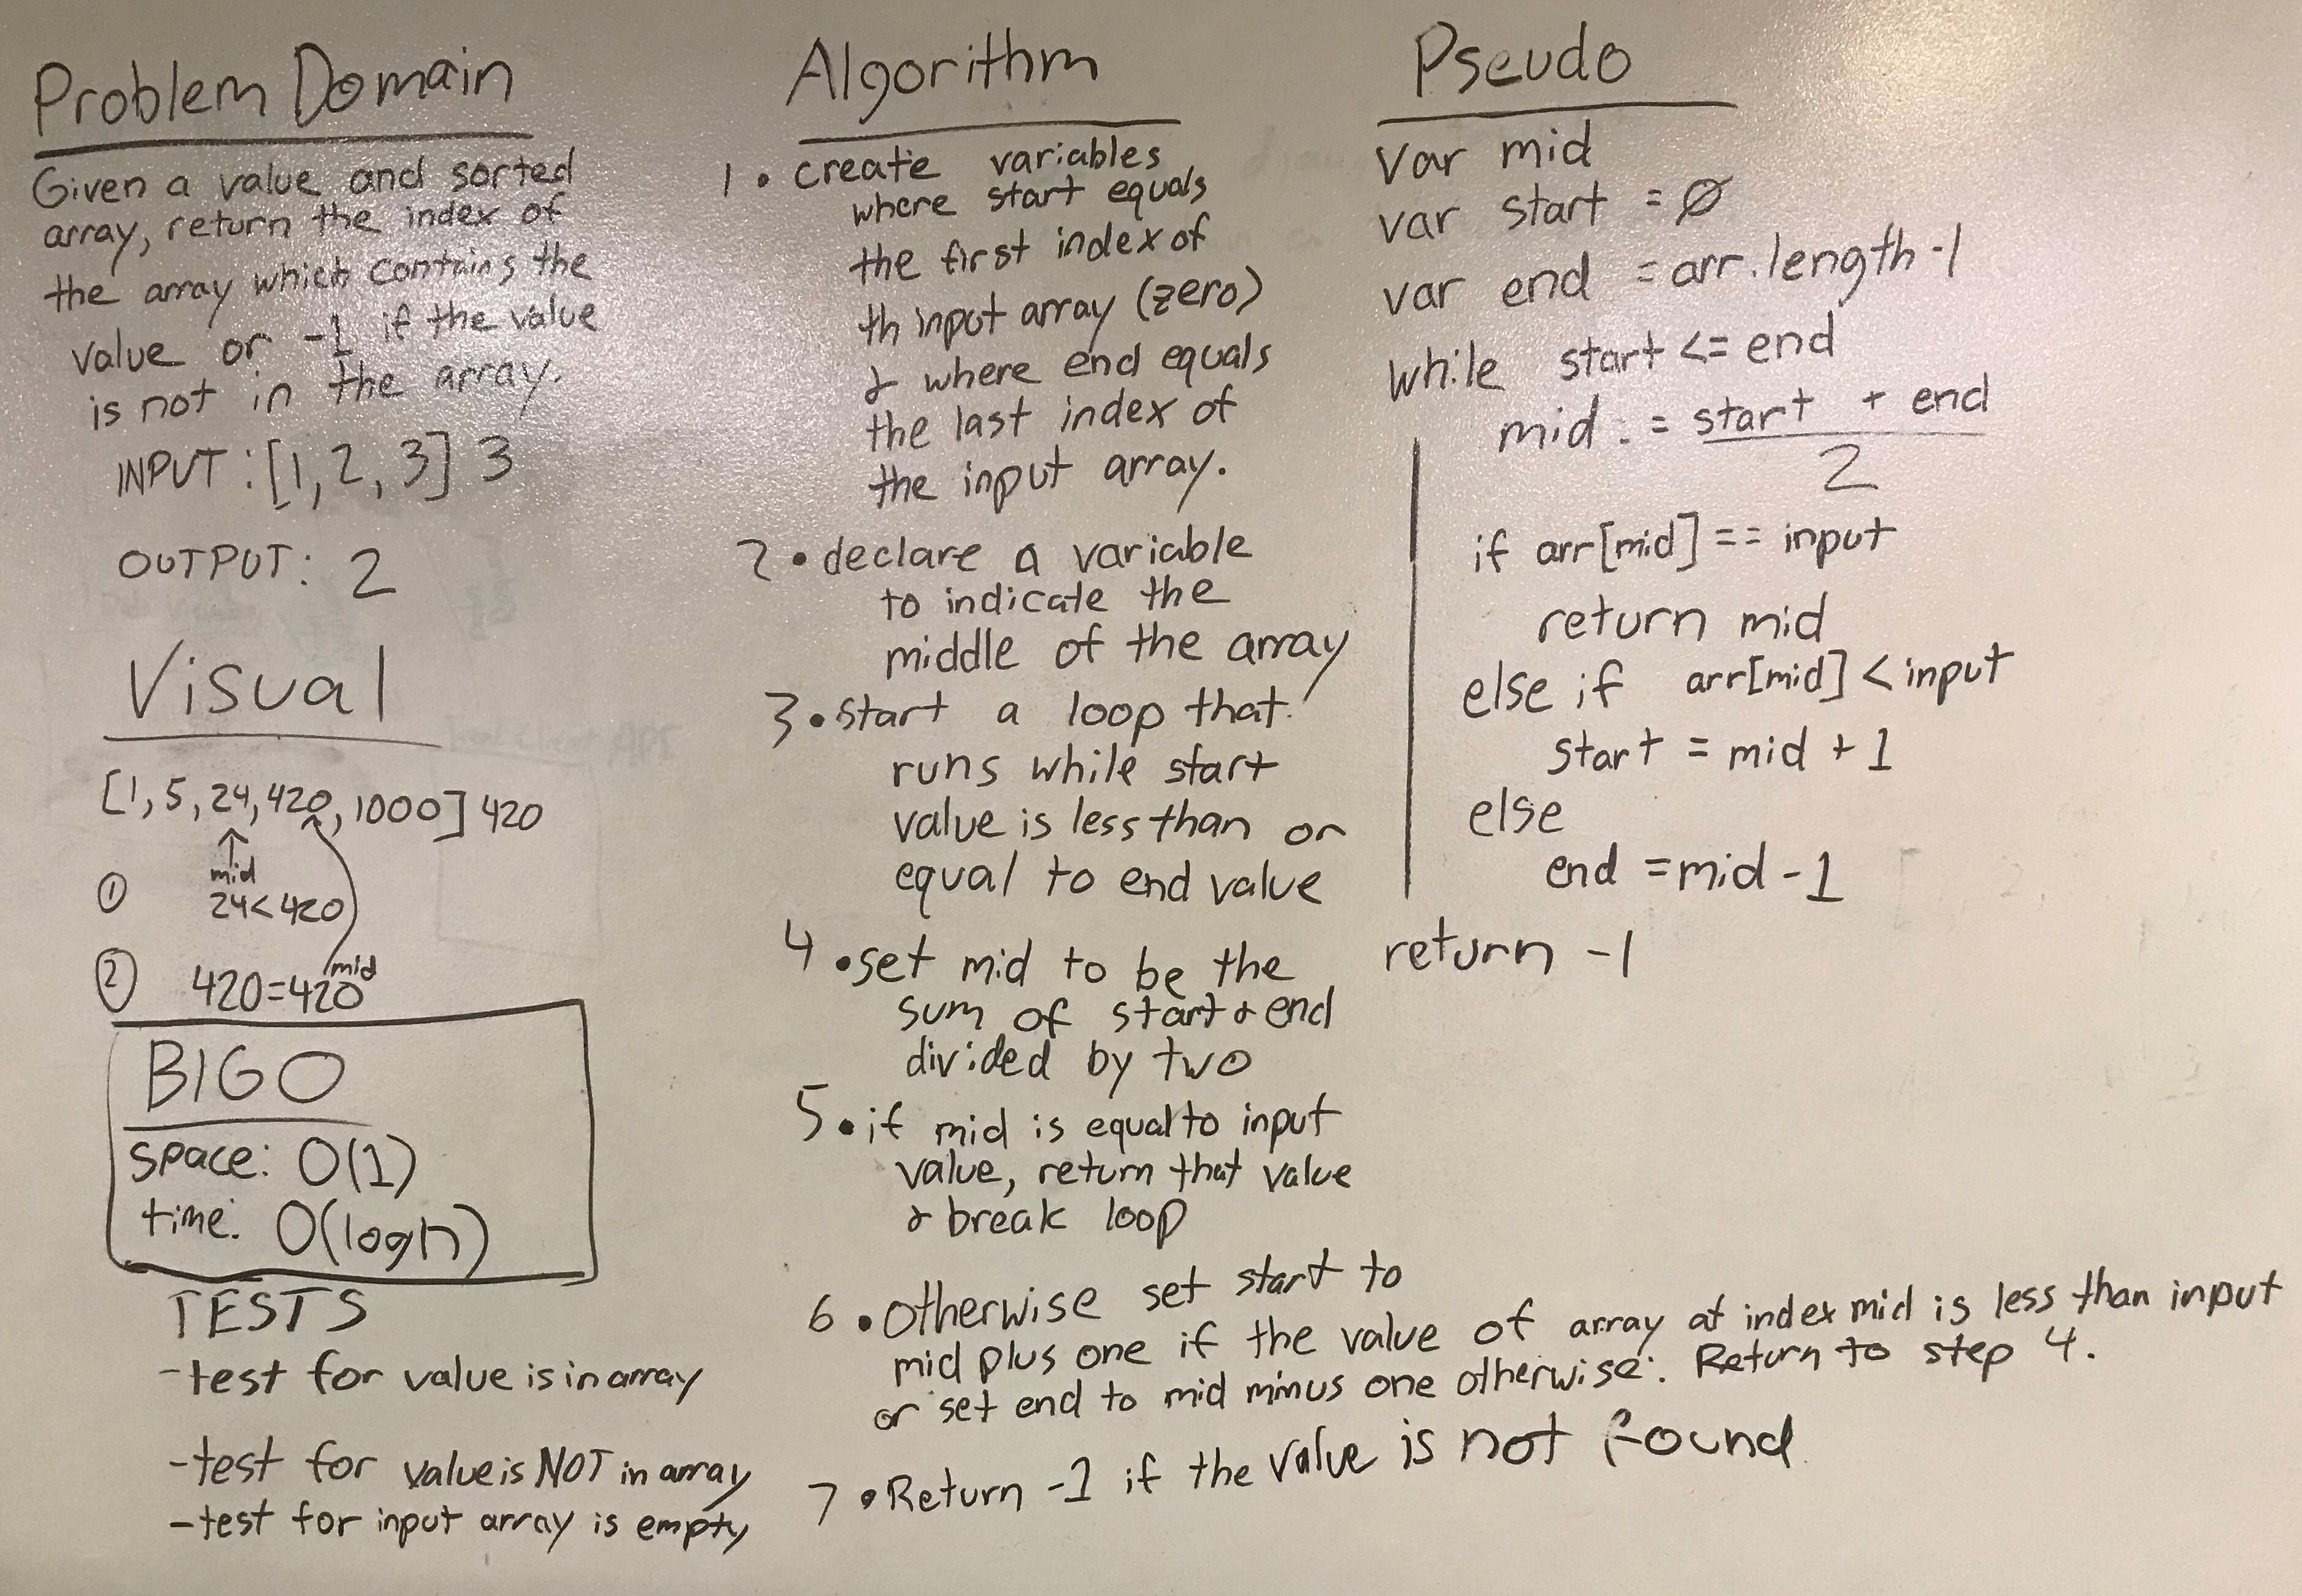 Problem Domain
Given a value and sorted
array, return the index of
the array which contains the
value or -1 if the value
is not in the array.
INPUT: [1, 2, 3] 3
OUTPUT: 2
Visual
[1, 5, 24, 420, 1000] 420
mid
① 24<420
mid
② 420=420
BIG O
space: O(1)
time: O(logn)
TESTS
-test for value is in array
-test for value is NOT in array
-test for input array is empty
Algorithm
1 • create variables
where start equals
the first index of
th input array (zero)
& where end equals
the last index of
the input array.
2 • declare a variable
to indicate the
middle of the array
3 • start a loop that
runs while start
value is less than or
equal to end value
4 • set mid to be the
sum of start & end
divided by two
5 • if mid is equal to input
value, return that value
& break loop
6 • otherwise set start to
mid plus one if the value of array at index mid is less than input
or set end to mid minus one otherwise. Return to step 4.
7 • Return -1 if the value is not found
Pseudo
var mid
var start = Ø
var end = arr.length-1
while start <= end
mid := start + end
2
if arr[mid] == input
return mid
else if arr[mid] < input
start = mid + 1
else
end = mid - 1
return -1